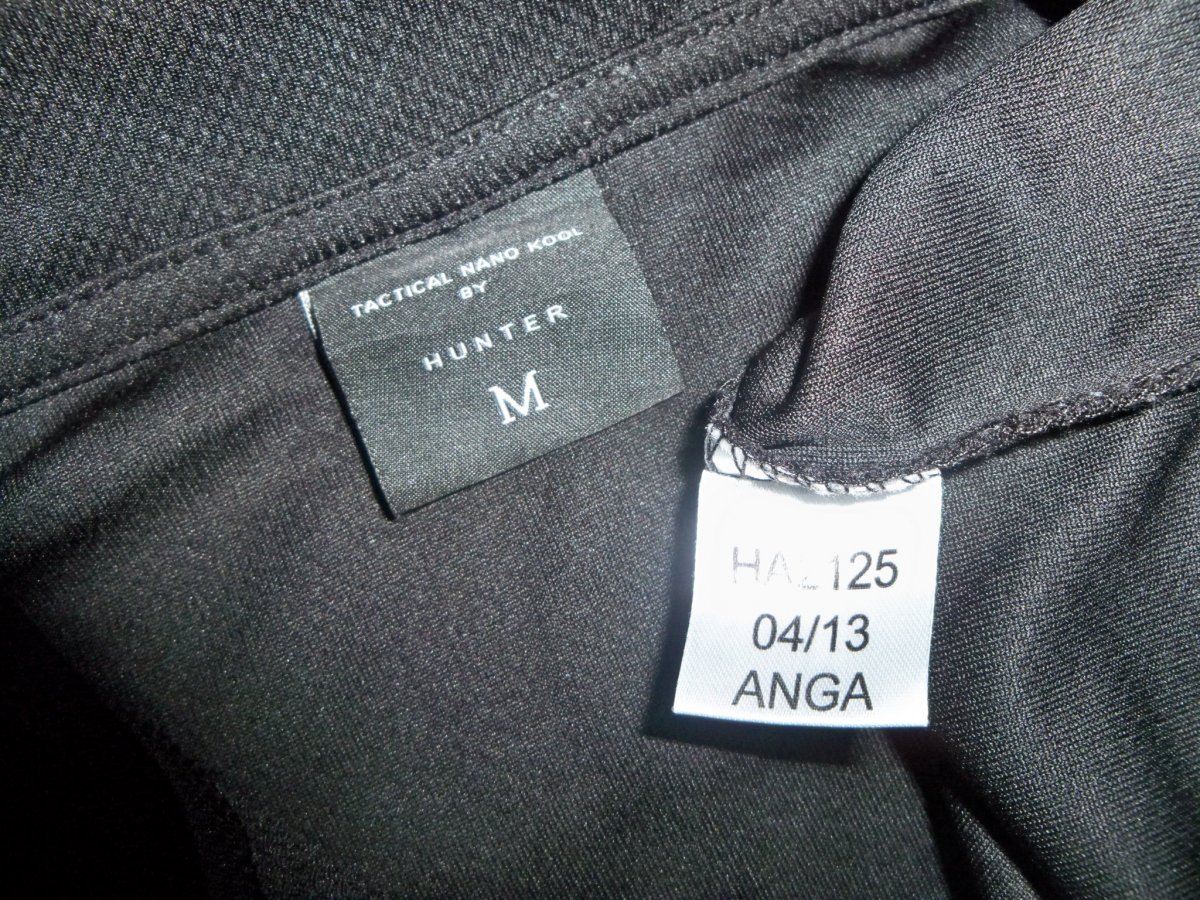 TACTICAL NANO KOOL
BY
HUNTER
M
04/13
ANGA